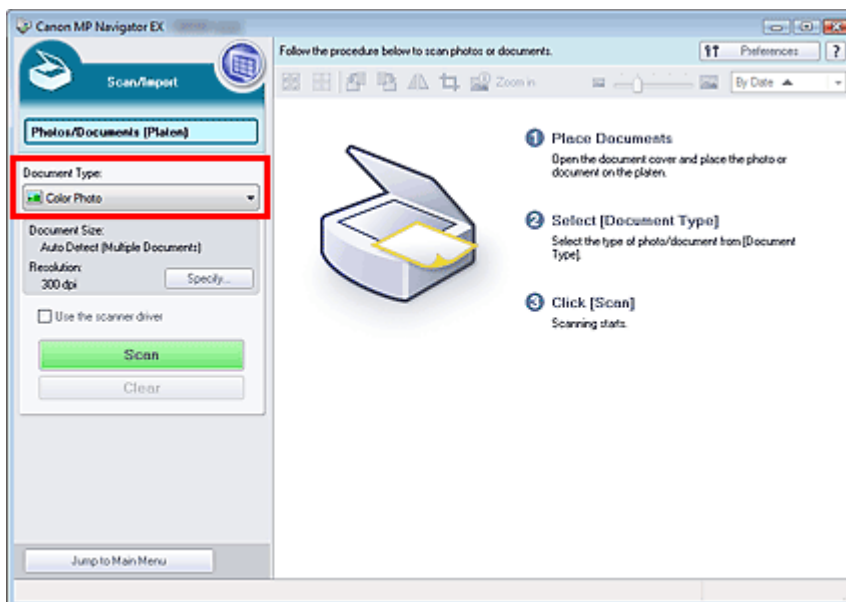 Canon MP Navigator EX
Scan/Import
Photos/Documents (Platen)
Document Type:
Color Photo
Document Size:
Auto Detect (Multiple Documents)
Resolution:
300 dpi
Specify...
Use the scanner driver
Scan
Clear
Jump to Main Menu
Follow the procedure below to scan photos or documents.
Preferences
?
Zoom in
By Date
1 Place Documents
Open the document cover and place the photo or
document on the platen.
2 Select [Document Type]
Select the type of photo/document from [Document
Type].
3 Click [Scan]
Scanning starts.